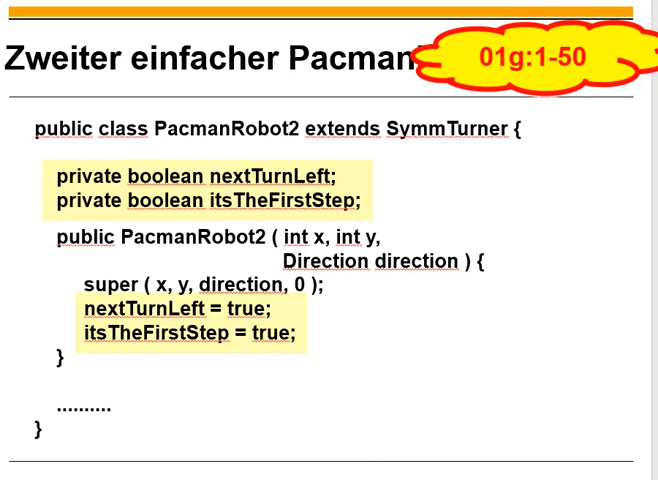 Zweiter einfacher Pacman
01g:1-50
public class PacmanRobot2 extends SymmTurner {
private boolean nextTurnLeft;
private boolean itsTheFirstStep;
public PacmanRobot2 ( int x, int y,
Direction direction ) {
super ( x, y, direction, 0 );
nextTurnLeft = true;
itsTheFirstStep = true;
}
..........
}